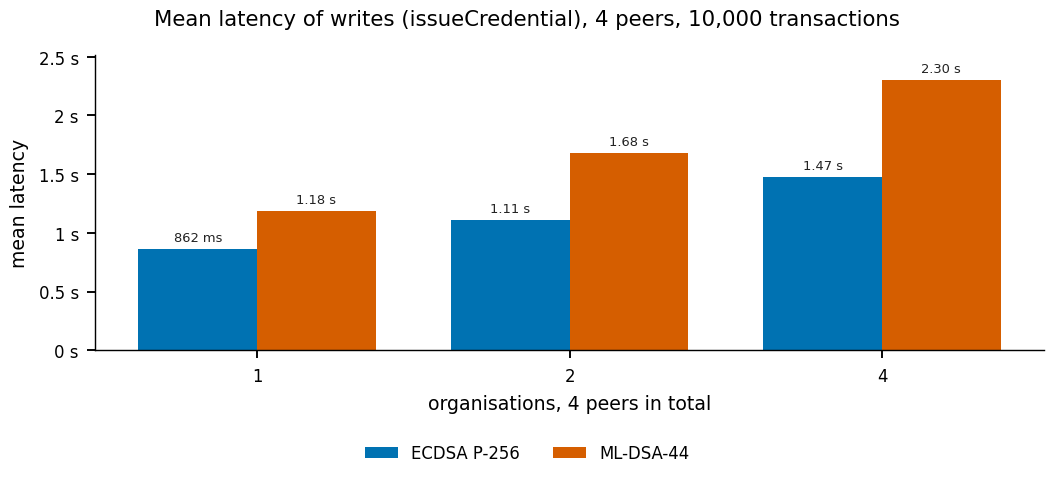 Mean latency of writes (issueCredential), 4 peers, 10,000 transactions
mean latency
2.5 s
2 s
1.5 s
1 s
0.5 s
0 s
862 ms
1.18 s
1.11 s
1.68 s
1.47 s
2.30 s
1
2
4
organisations, 4 peers in total
ECDSA P-256
ML-DSA-44